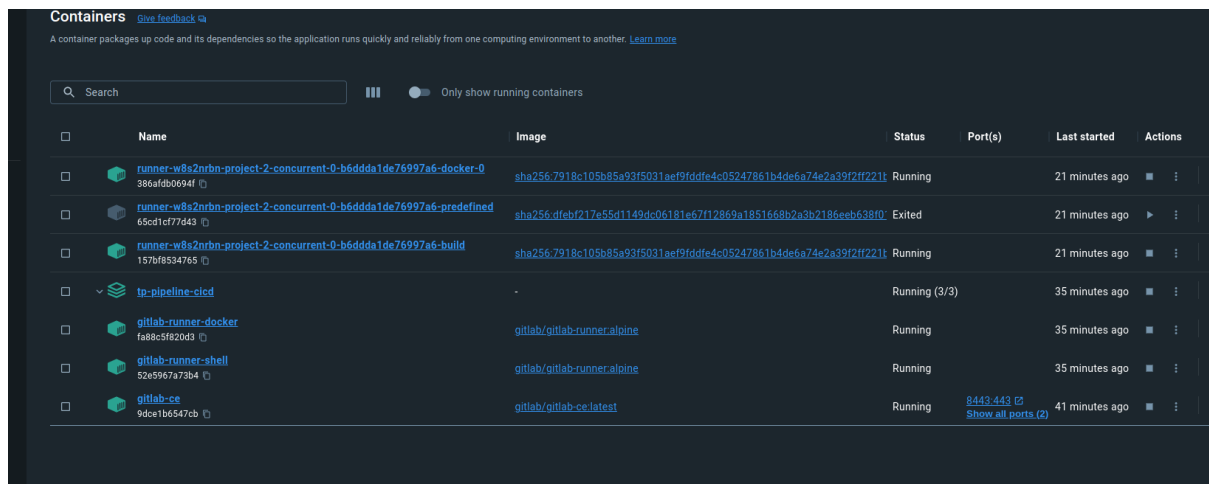 Containers Give feedback
A container packages up code and its dependencies so the application runs quickly and reliably from one computing environment to another. Learn more
Search Only show running containers
Name Image Status Port(s) Last started Actions
runner-w8s2nrbn-project-2-concurrent-0-b6ddda1de76997a6-docker-0
386afdb0694f
sha256:7918c105b85a93f5031aef9fddfe4c05247861b4de6a74e2a39f2ff221b Running 21 minutes ago
runner-w8s2nrbn-project-2-concurrent-0-b6ddda1de76997a6-predefined
65cd1cf77d43
sha256:dfebf217e55d1149dc06181e67f12869a1851668b2a3b2186eeb638f0 Exited 21 minutes ago
runner-w8s2nrbn-project-2-concurrent-0-b6ddda1de76997a6-build
157bf8534765
sha256:7918c105b85a93f5031aef9fddfe4c05247861b4de6a74e2a39f2ff221b Running 21 minutes ago
tp-pipeline-cicd - Running (3/3) 35 minutes ago
gitlab-runner-docker
fa88c5f820d3
gitlab/gitlab-runner:alpine Running 35 minutes ago
gitlab-runner-shell
52e5967a73b4
gitlab/gitlab-runner:alpine Running 35 minutes ago
gitlab-ce
9dce1b6547cb
gitlab/gitlab-ce:latest Running 8443:443 41 minutes ago
Show all ports (2)